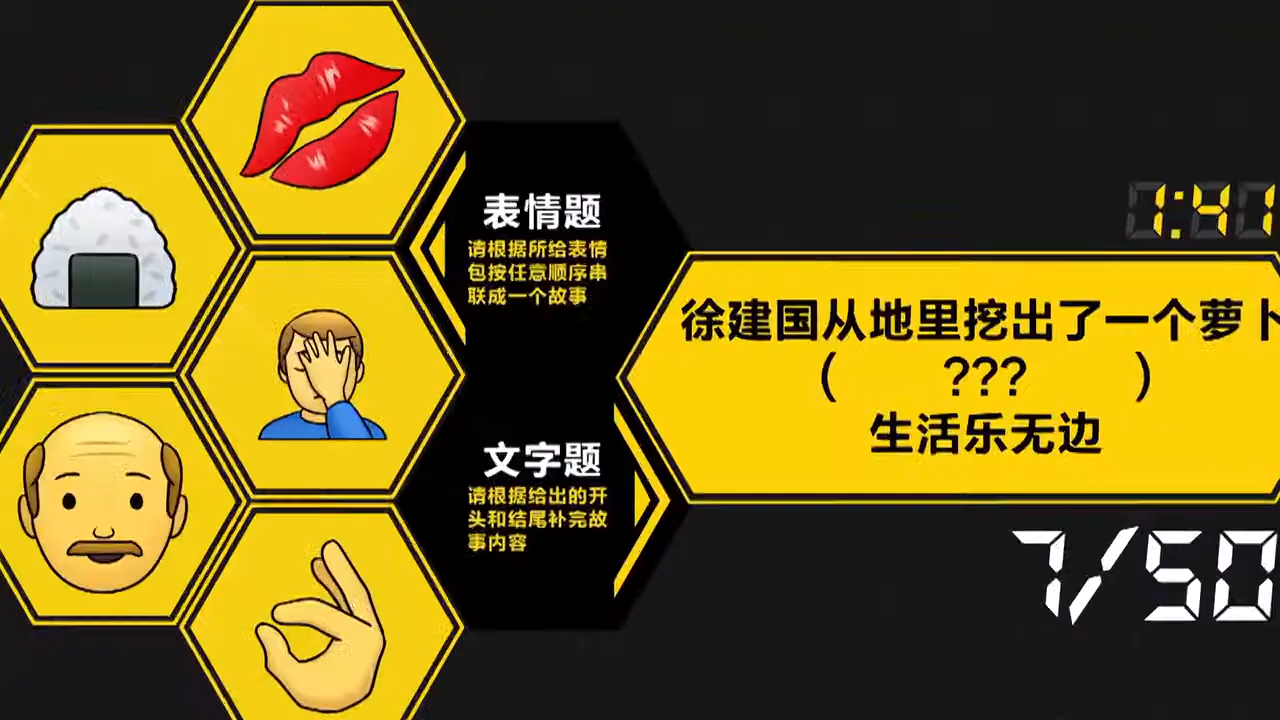 表情题
请根据所给表情
包按任意顺序串
联成一个故事
1:41
徐建国从地里挖出了一个萝卜
( ??? )
生活乐无边
文字题
请根据给出的开
头和结尾补完故
事内容
7/50